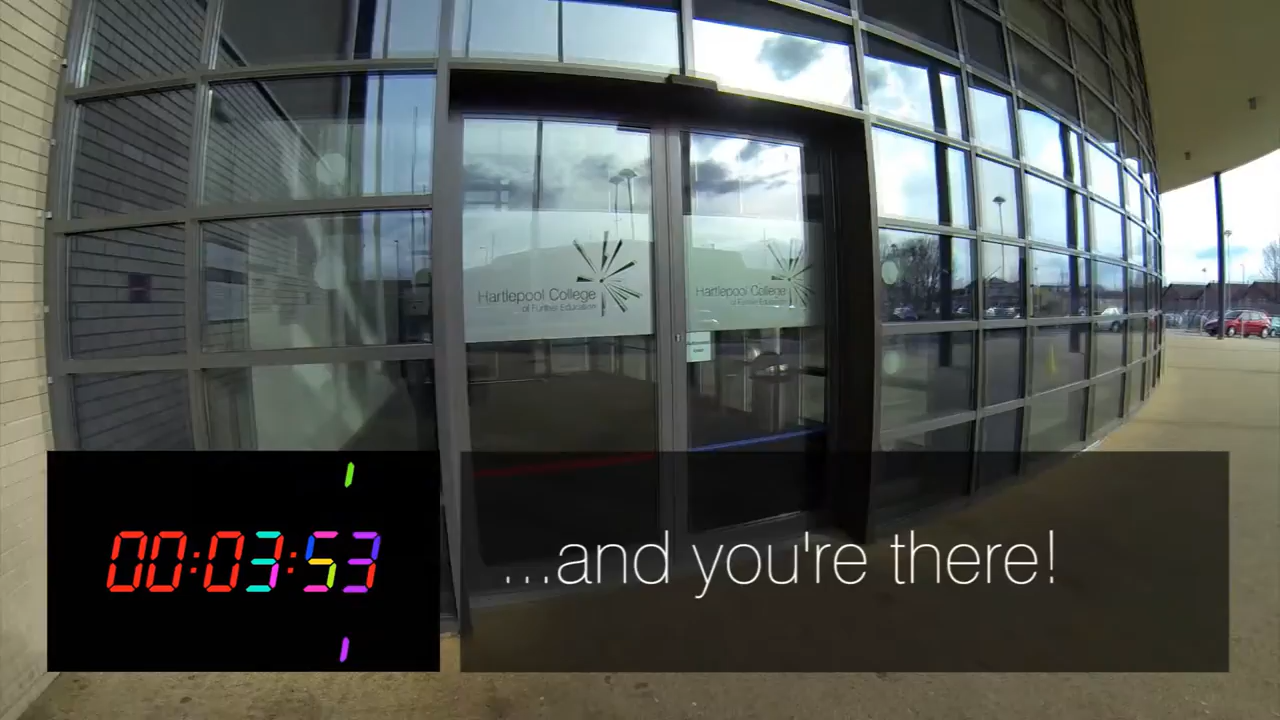 Hartlepool College
of Further Education
Hartlepool College
of Further Education
00:03:53
...and you're there!